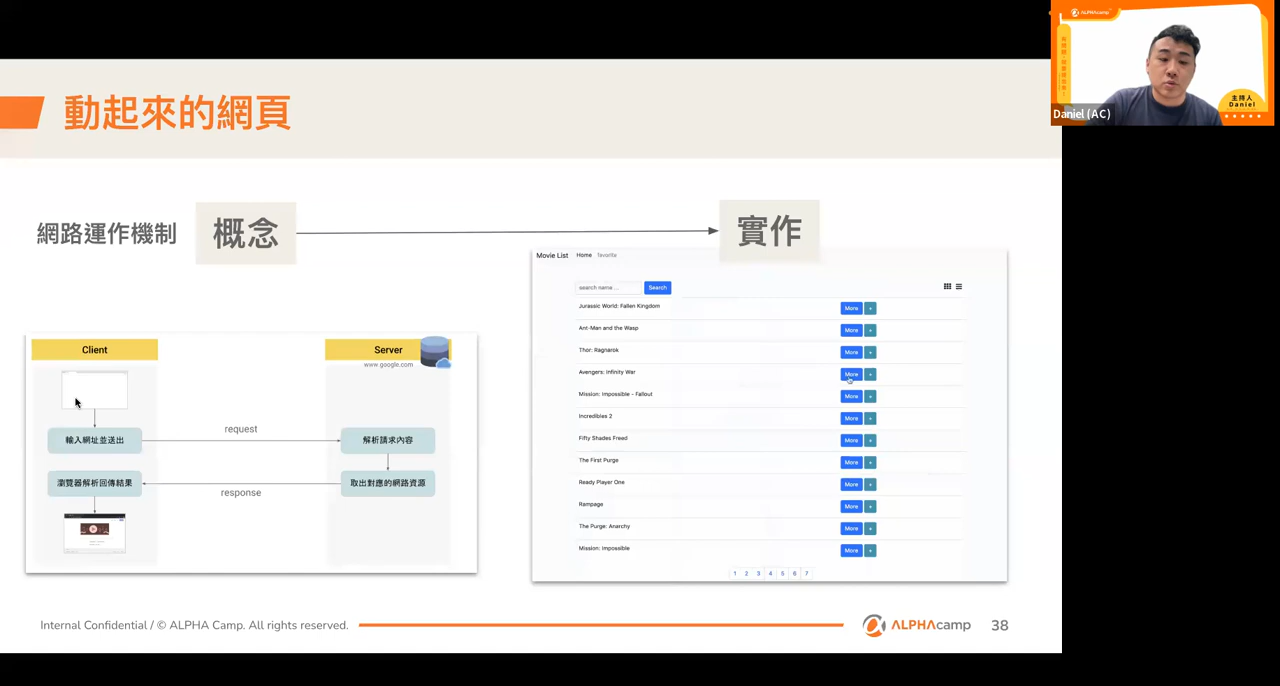 動起來的網頁
網路運作機制
概念
實作
Client
Server
www.google.com
輸入網址並送出
request
解析請求內容
瀏覽器解析回傳結果
response
取出對應的網路資源
Movie List Home favorite
search name ... Search
Jurassic World: Fallen Kingdom More +
Ant-Man and the Wasp More +
Thor: Ragnarok More +
Avengers: Infinity War More +
Mission: Impossible - Fallout More +
Incredibles 2 More +
Fifty Shades Freed More +
The First Purge More +
Ready Player One More +
Rampage More +
The Purge: Anarchy More +
Mission: Impossible More +
1 2 3 4 5 6 7
Internal Confidential / © ALPHA Camp. All rights reserved.
ALPHAcamp
38
ALPHAcamp
主持人
Daniel
Daniel (AC)